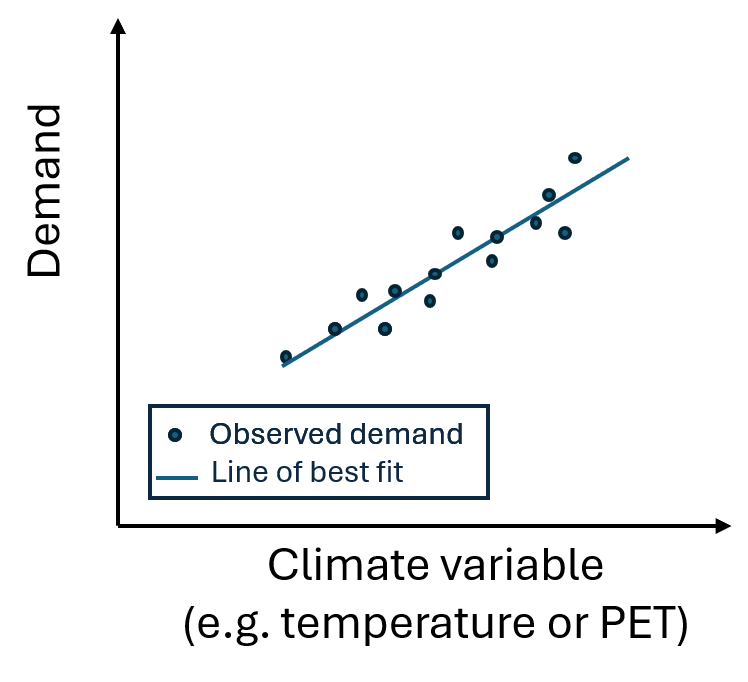 Demand
Observed demand
Line of best fit
Climate variable
(e.g. temperature or PET)